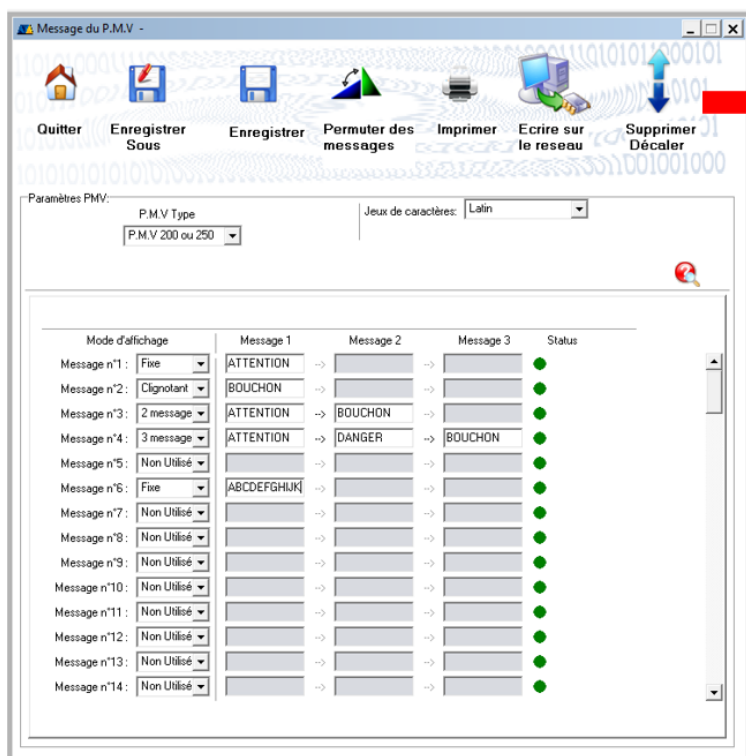 Message du P.M.V -
Quitter
Enregistrer
Sous
Enregistrer
Permuter des
messages
Imprimer
Ecrire sur
le reseau
Supprimer
Décaler
Paramètres PMV:
P.M.V Type
P.M.V 200 ou 250
Jeux de caractères: Latin
Mode d'affichage Message 1 Message 2 Message 3 Status
Message n°1 : Fixe ATTENTION --> -->
Message n°2 : Clignotant BOUCHON --> -->
Message n°3 : 2 message ATTENTION --> BOUCHON -->
Message n°4 : 3 message ATTENTION --> DANGER --> BOUCHON
Message n°5 : Non Utilisé --> -->
Message n°6 : Fixe ABCDEFGHIJK --> -->
Message n°7 : Non Utilisé --> -->
Message n°8 : Non Utilisé --> -->
Message n°9 : Non Utilisé --> -->
Message n°10 : Non Utilisé --> -->
Message n°11 : Non Utilisé --> -->
Message n°12 : Non Utilisé --> -->
Message n°13 : Non Utilisé --> -->
Message n°14 : Non Utilisé --> -->